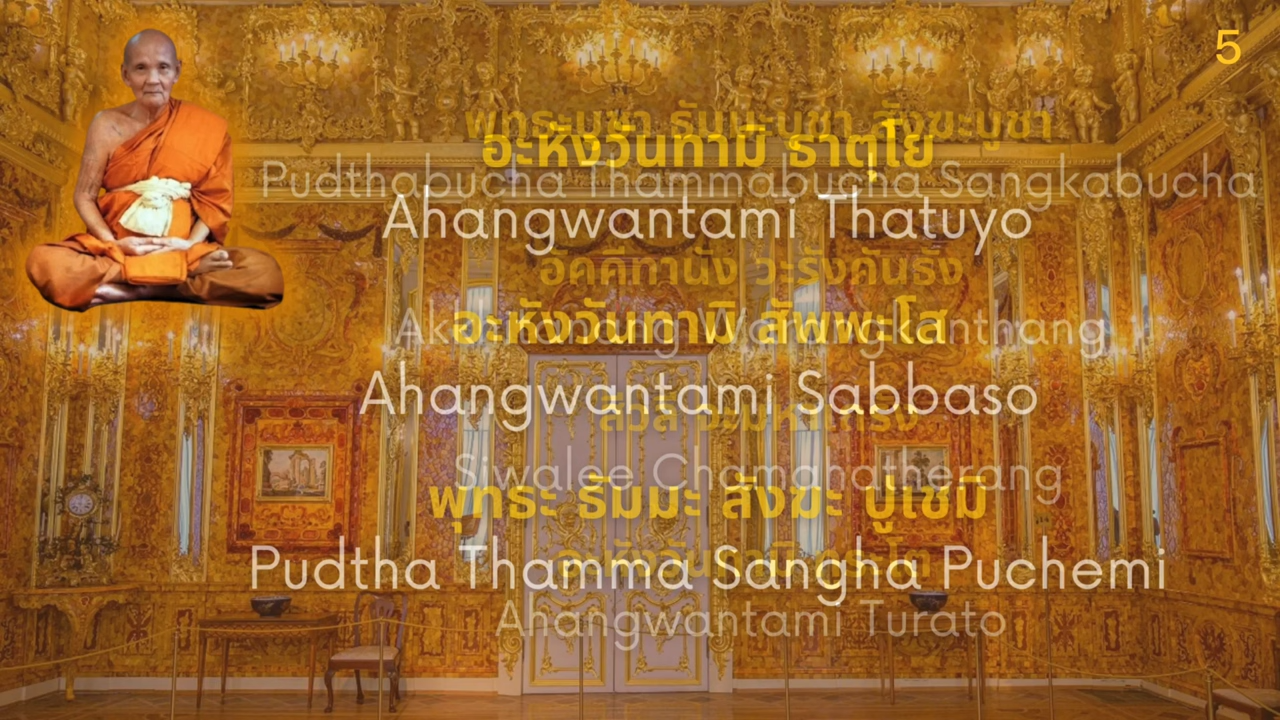 5
พุทธะบูชา ธัมมะบูชา สังฆะบูชา
อะหังวันทามิ ธาตุโย
Pudthabucha Thammabucha Sangkabucha
Ahangwantami Thatuyo
อัคคีทานัง วะรังคันธัง
อะหังวันทามิ สัพพะโส
Warangkanthang
Ahangwantami Sabbaso
สีวลี
Siwalee Chamahatherang
พุทธะ ธัมมะ สังฆะ ปูเชมิ
Pudtha Thamma Sangha Puchemi
Ahangwantami Turato